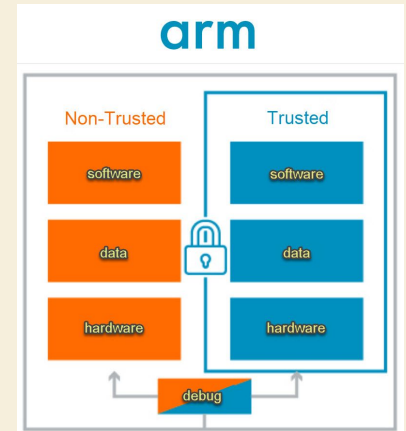 arm
Non-Trusted
Trusted
software
software
data
data
hardware
hardware
debug